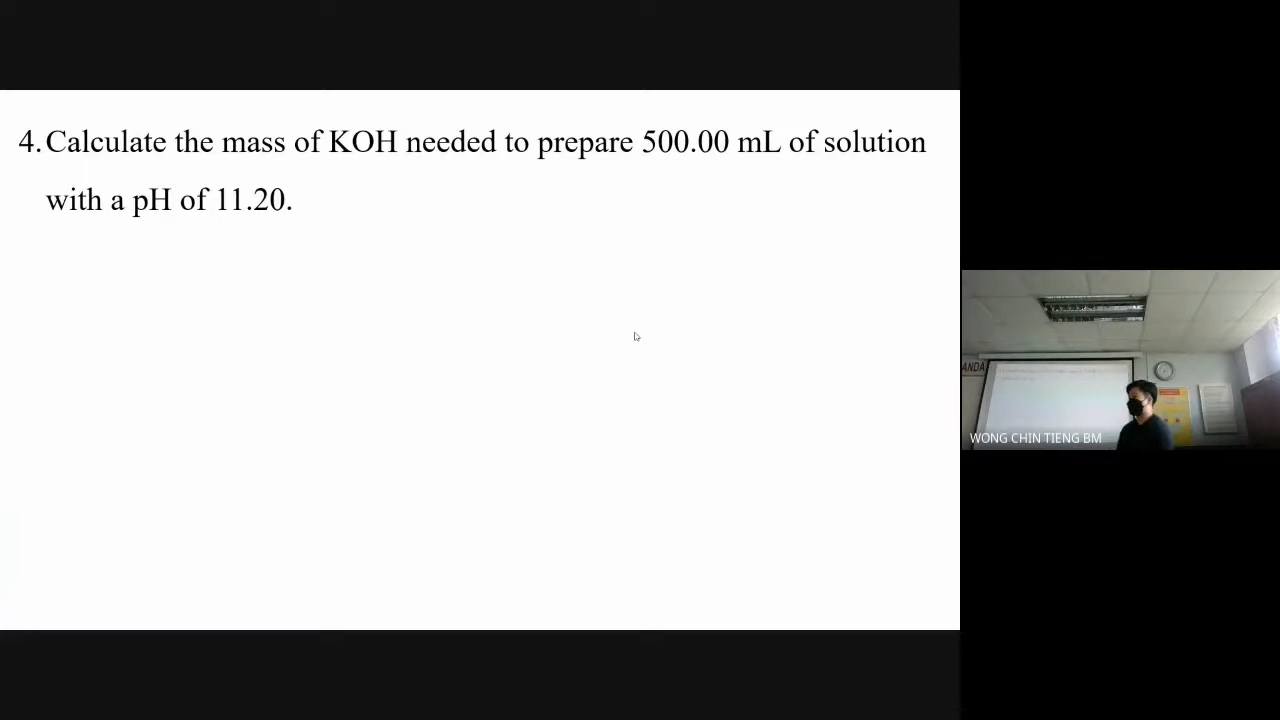 4. Calculate the mass of KOH needed to prepare 500.00 mL of solution
with a pH of 11.20.
ANDA
WONG CHIN TIENG BM